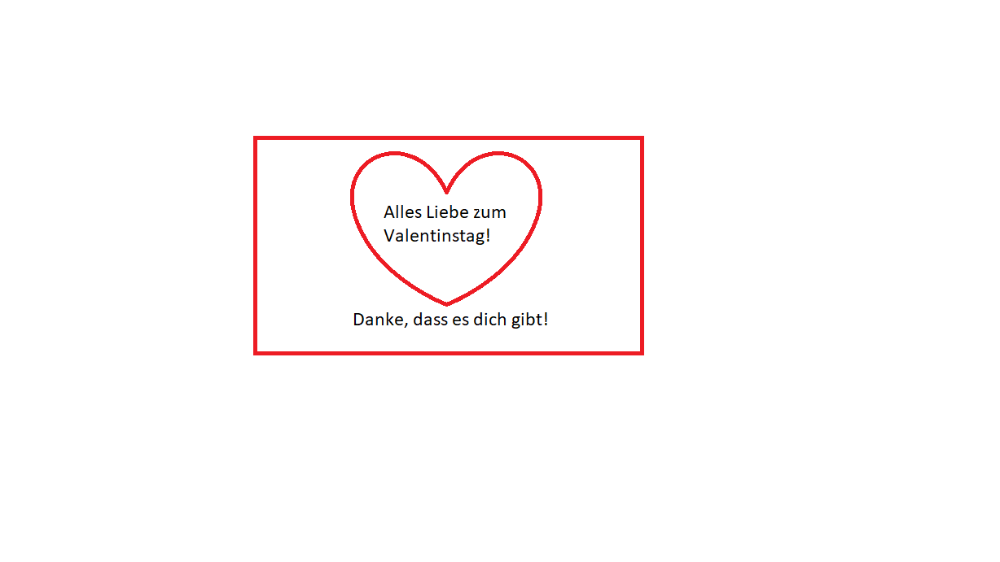 Alles Liebe zum
Valentinstag!
Danke, dass es dich gibt!